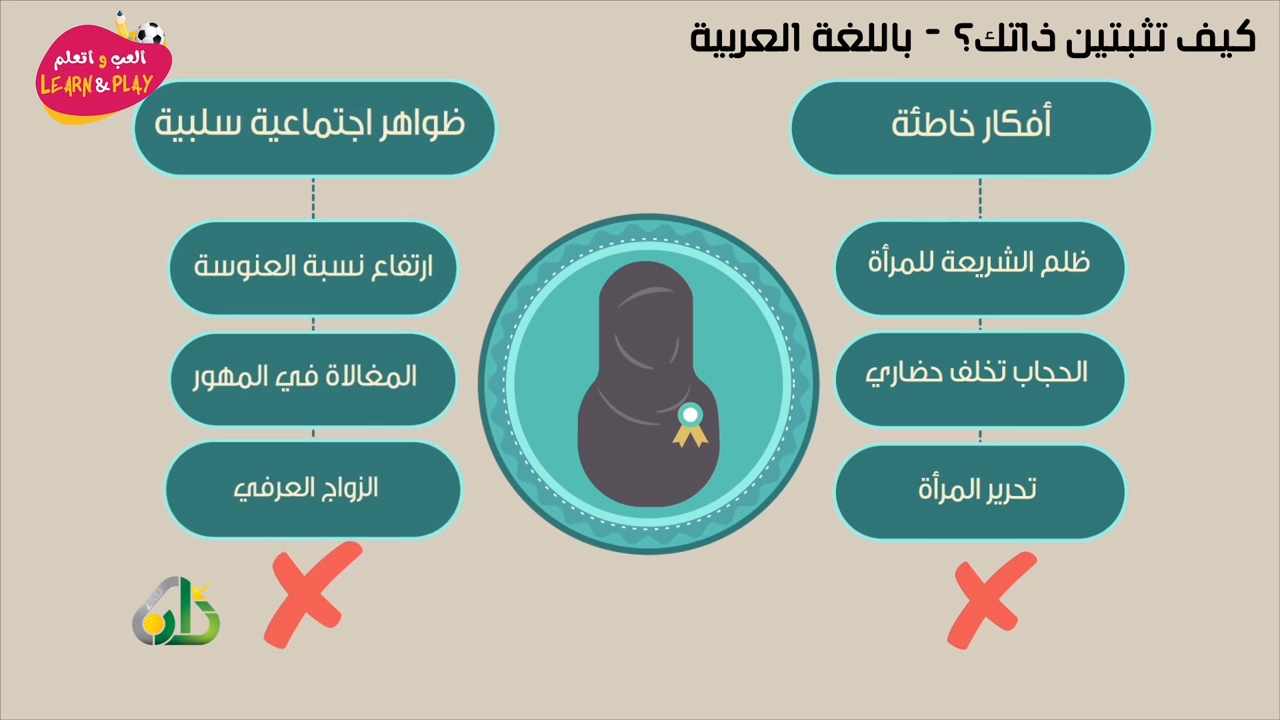 كيف تثبتين ذاتك؟ - باللغة العربية
العب و أتعلم
LEARN & PLAY
أفكار خاطئة
ظلم الشريعة للمرأة
الحجاب تخلف حضاري
تحرير المرأة
ظواهر اجتماعية سلبية
ارتفاع نسبة العنوسة
المغالاة في المهور
الزواج العرفي